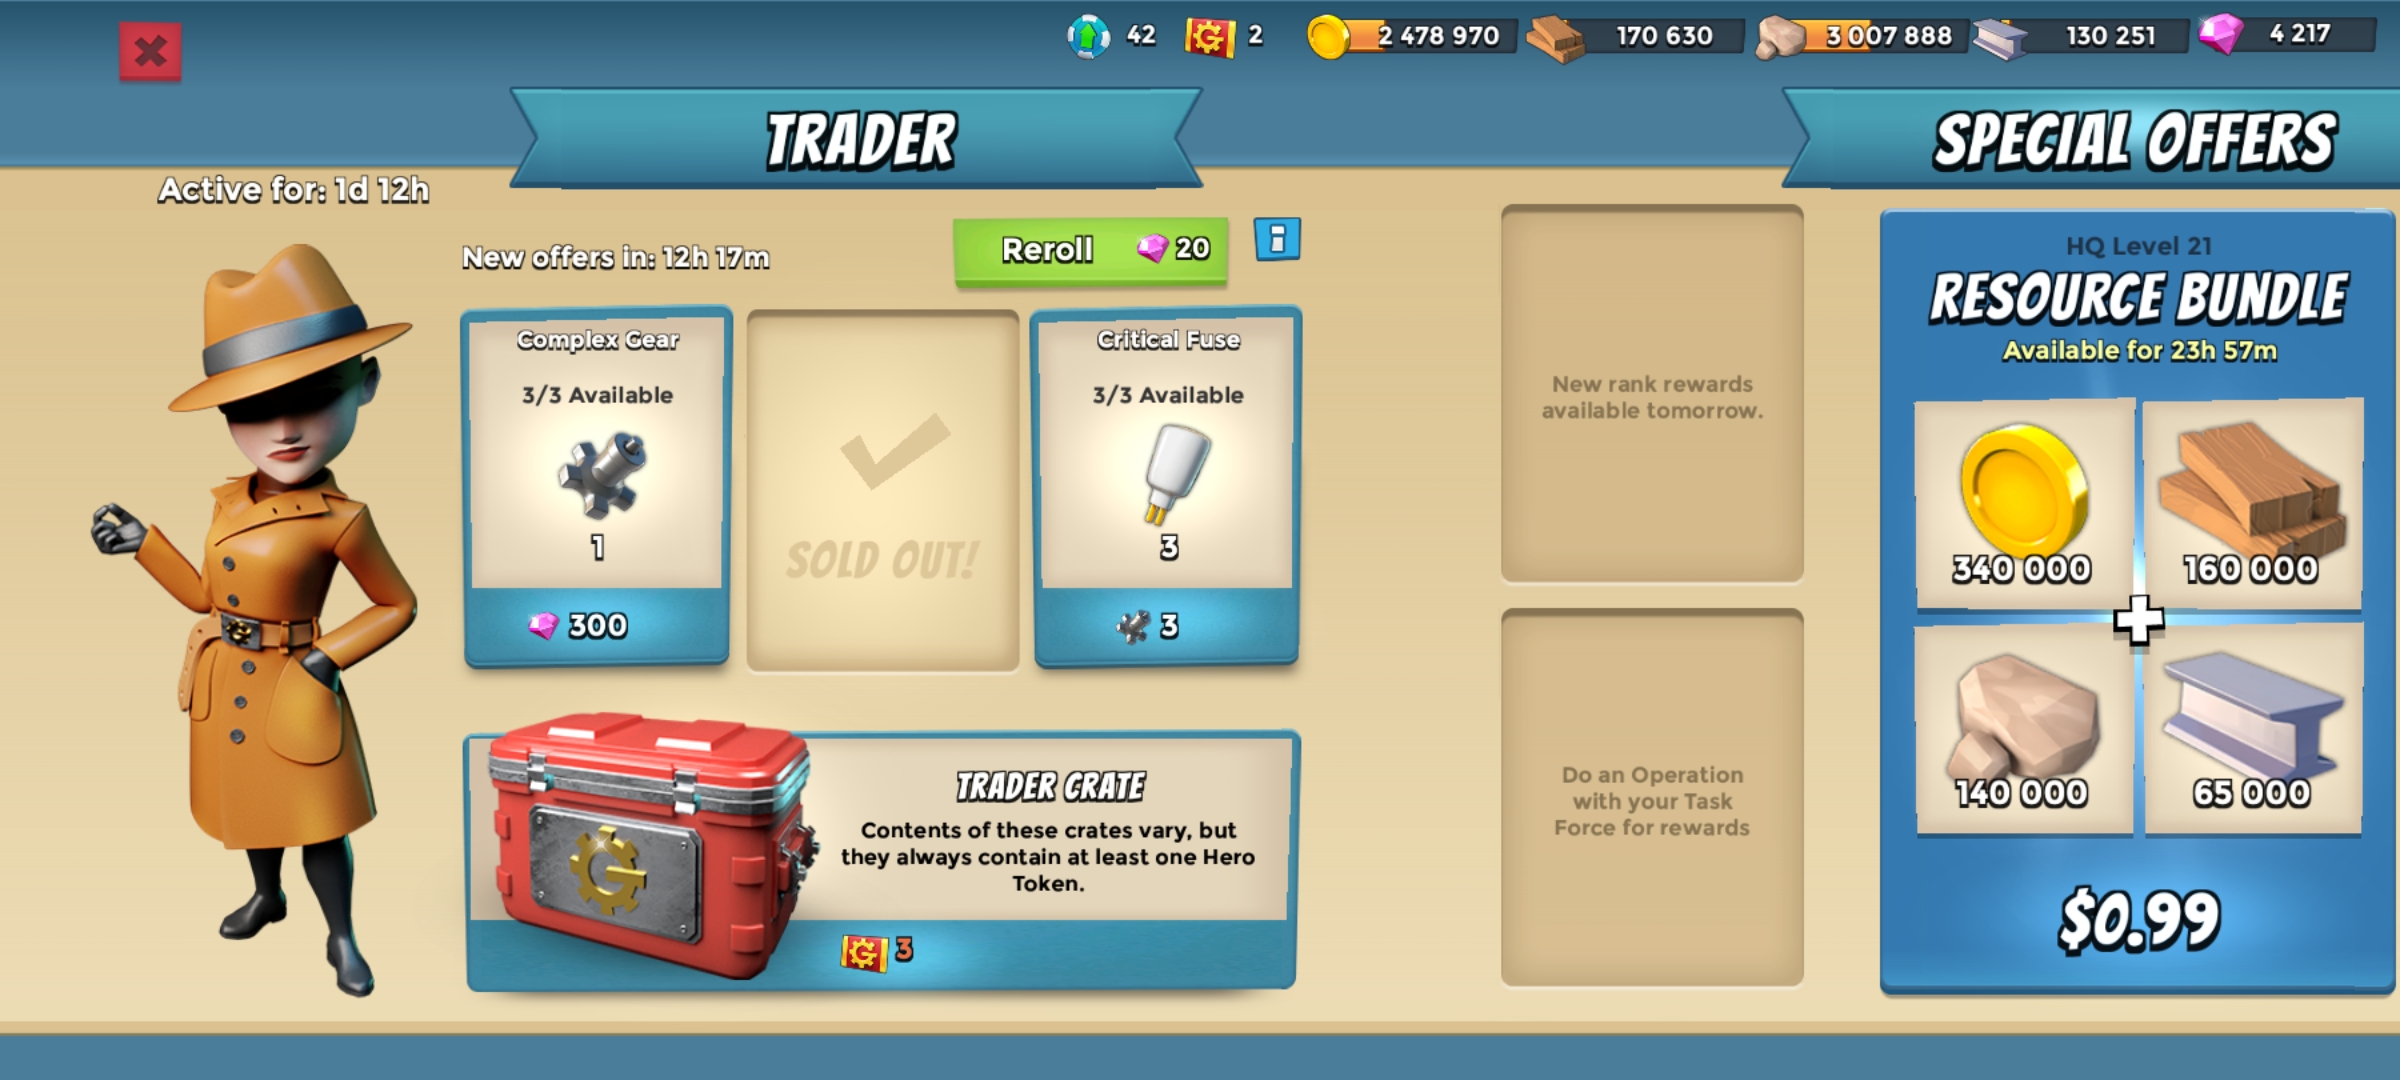 42
2
2 478 970
170 630
3 007 888
130 251
4 217
TRADER
SPECIAL OFFERS
Active for: 1d 12h
New offers in: 12h 17m
Reroll 20
i
Complex Gear
3/3 Available
1
300
SOLD OUT!
Critical Fuse
3/3 Available
3
3
TRADER CRATE
Contents of these crates vary, but
they always contain at least one Hero
Token.
3
New rank rewards
available tomorrow.
Do an Operation
with your Task
Force for rewards
HQ Level 21
RESOURCE BUNDLE
Available for 23h 57m
340 000
160 000
140 000
65 000
$0.99